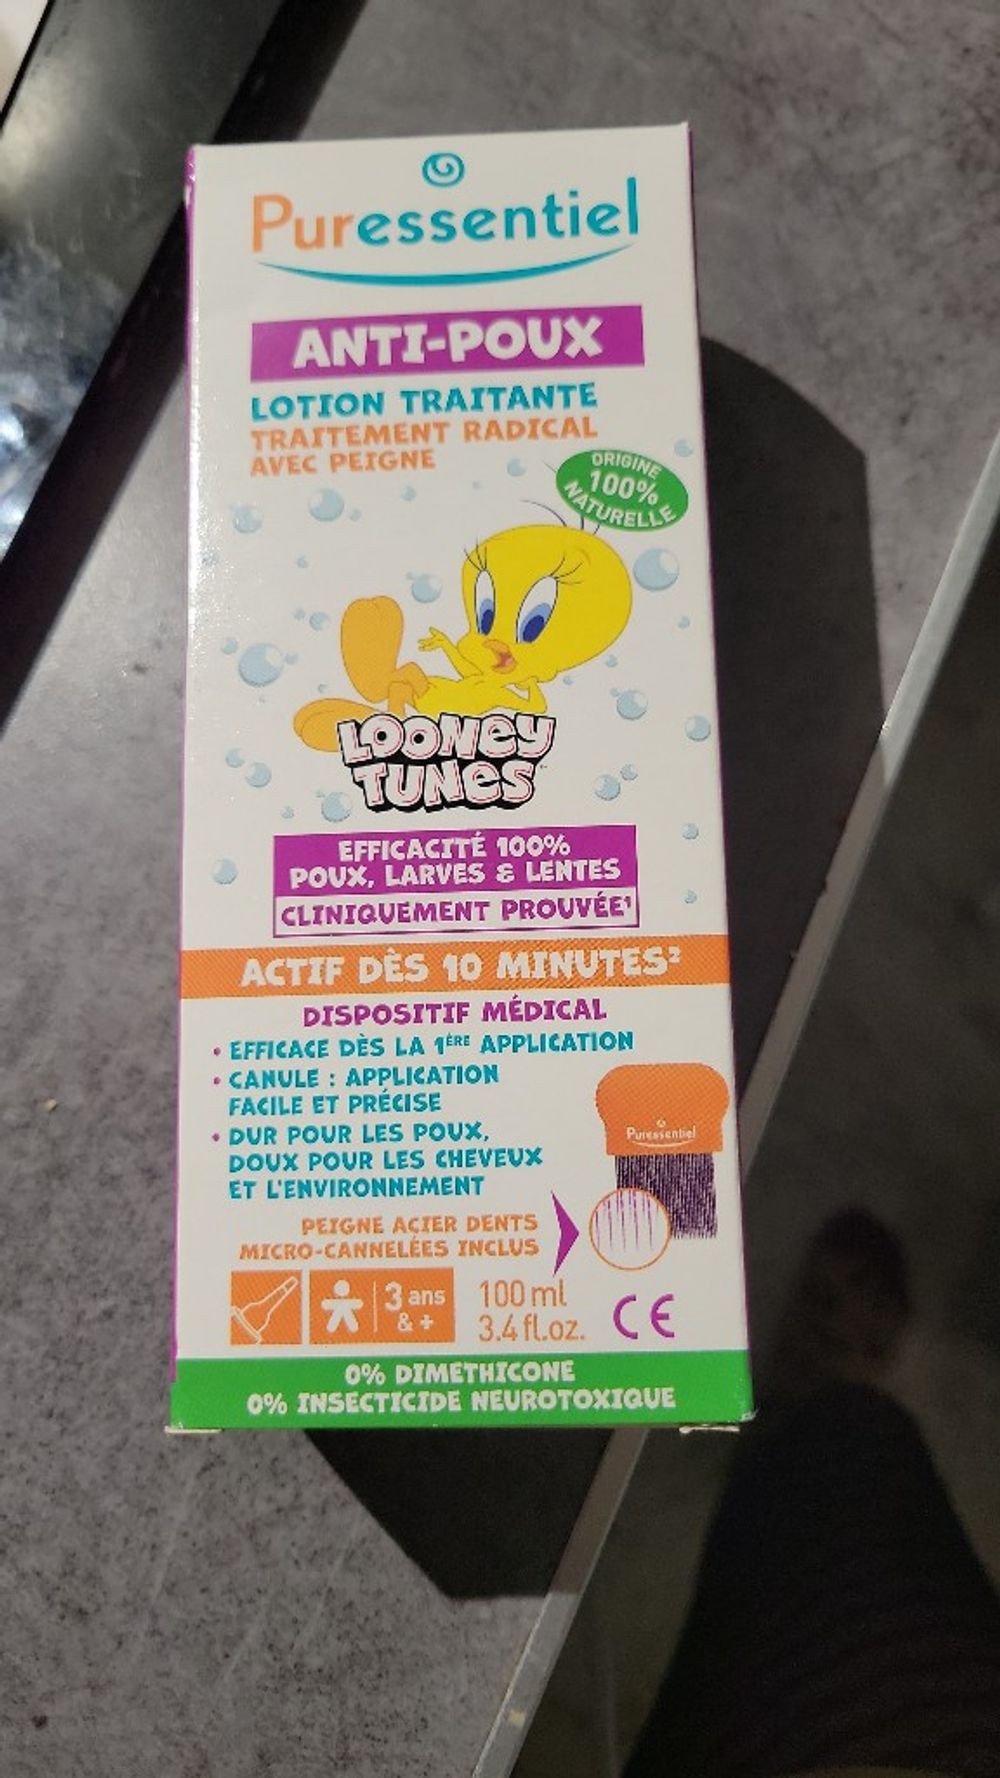 Puressentiel
ANTI-POUX
LOTION TRAITANTE
TRAITEMENT RADICAL
AVEC PEIGNE
ORIGINE
100%
NATURELLE
LOONEY
TUNES
EFFICACITÉ 100%
POUX, LARVES & LENTES
CLINIQUEMENT PROUVÉE¹
ACTIF DÈS 10 MINUTES²
DISPOSITIF MÉDICAL
• EFFICACE DÈS LA 1ÈRE APPLICATION
• CANULE : APPLICATION
FACILE ET PRÉCISE
• DUR POUR LES POUX,
DOUX POUR LES CHEVEUX
ET L'ENVIRONNEMENT
Puressentiel
PEIGNE ACIER DENTS
MICRO-CANNELÉES INCLUS
3 ans
& +
100 ml
3.4 fl.oz.
CE
0% DIMETHICONE
0% INSECTICIDE NEUROTOXIQUE